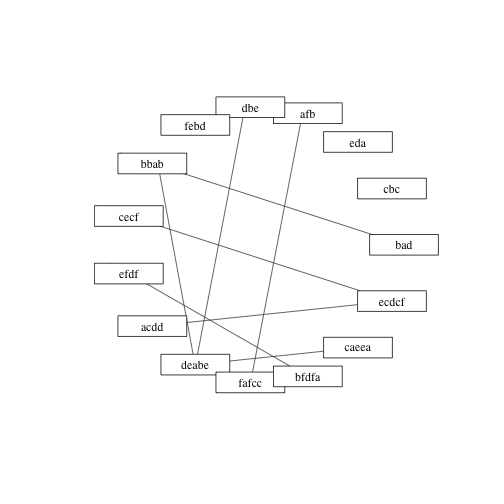 dbe
afb
febd
eda
bbab
cbc
cecf
bad
efdf
ecdcf
acdd
caeea
deabe
bfdfa
fafcc